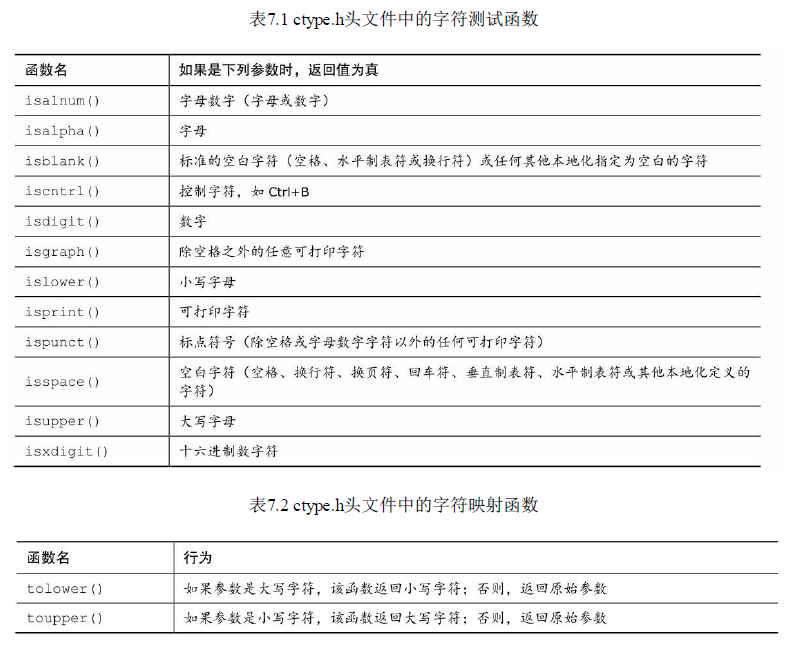 表7.1 ctype.h头文件中的字符测试函数
函数名 如果是下列参数时，返回值为真
isalnum() 字母数字（字母或数字）
isalpha() 字母
isblank() 标准的空白字符（空格、水平制表符或换行符）或任何其他本地化指定为空白的字符
iscntrl() 控制字符，如 Ctrl+B
isdigit() 数字
isgraph() 除空格之外的任意可打印字符
islower() 小写字母
isprint() 可打印字符
ispunct() 标点符号（除空格或字母数字字符以外的任何可打印字符）
isspace() 空白字符（空格、换行符、换页符、回车符、垂直制表符、水平制表符或其他本地化定义的
字符）
isupper() 大写字母
isxdigit() 十六进制数字符
表7.2 ctype.h头文件中的字符映射函数
函数名 行为
tolower() 如果参数是大写字符，该函数返回小写字符；否则，返回原始参数
toupper() 如果参数是小写字符，该函数返回大写字符；否则，返回原始参数